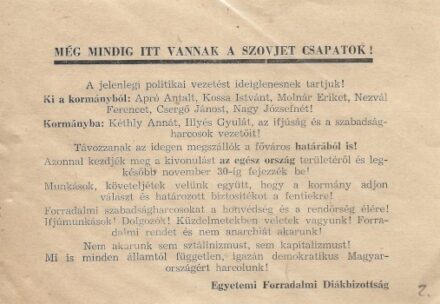 MÉG MINDIG ITT VANNAK A SZOVJET CSAPATOK!
A jelenlegi politikai vezetést ideiglenesnek tartjuk!
Ki a kormányból: Apró Antalt, Kossa Istvánt, Molnár Eriket, Nezvál
Ferencet, Csergő Jánost, Nagy Józsefnét!
Kormányba: Kéthly Annát, Illyés Gyulát, az ifjúság és a szabadság-
harcosok vezetőit!
Távozzanak az idegen megszállók a főváros határából is!
Azonnal kezdjék meg a kivonulást az egész ország területéről és leg-
később november 30-ig fejezzék be!
Munkások, követeljétek velünk együtt, hogy a kormány adjon
választ és határozott biztosítékot a fentiekre!
Forradalmi szabadságharcosokat a honvédség és a rendőrség élére!
Ifjúmunkások! Dolgozók! Küzdelmetekben veletek vagyunk! Forra-
dalmi rendet és nem anarchiát akarunk!
Nem akarunk sem sztálinizmust, sem kapitalizmust!
Mi is minden államtól független, igazán demokratikus Magyar-
országért harcolunk!
Egyetemi Forradalmi Diákbizottság
2.